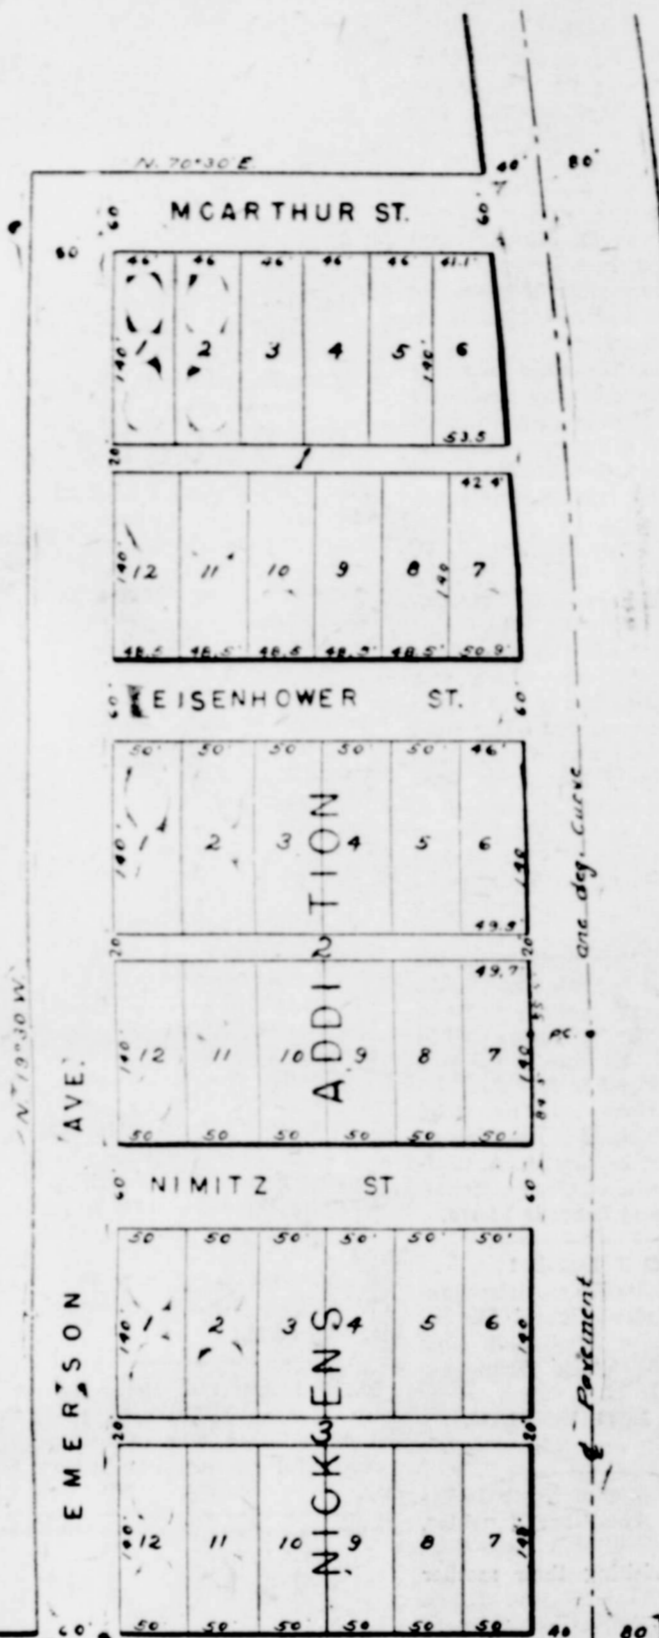 N. 70°30'E.
40' 80'
60 MCARTHUR ST. 60'
60
46' 46 46 46 46' 41.1'
140' 1 2 3 4 5 140' 6
53.5
20' 1
42.4'
140' 12 11 10 9 8 140 7
48.5 48.5' 48.5 48.5' 48.5' 50.9'
60' EISENHOWER ST. 60'
50' 50' 50' 50' 50' 46'
140' 1 2 3 4 5 6 140'
49.9'
20' 2 20'
49.7
140' 12 11 10 9 8 7 140
50 50 50 50 50 50'
60' NIMITZ ST 60'
50 50 50' 50' 50' 50'
140' 1 2 3 4 5 6 140
20' 3 20'
140' 12 11 10 9 8 7 140'
50 50 50 50 50 50
60' 40 80'
N 19°30'W
EMERSON AVE.
NICKWENS ADDITION
one deg. curve
P.C.
84.5'
℄ Pavement